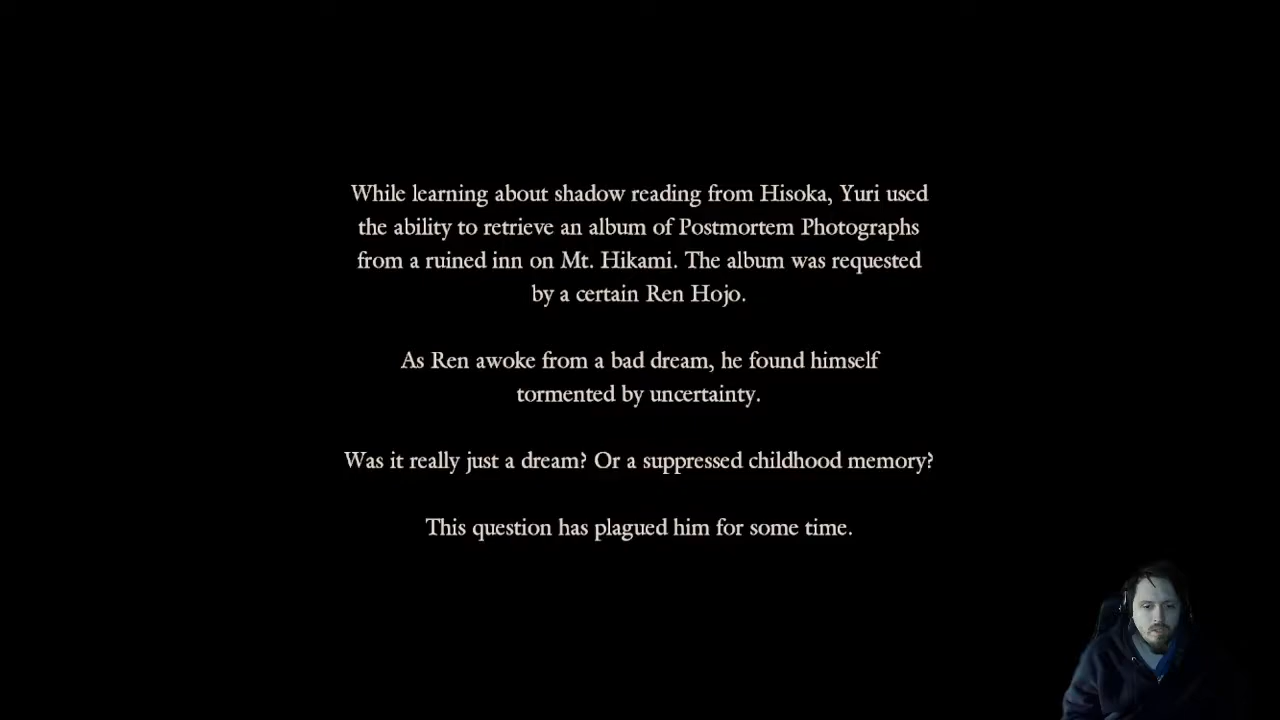 While learning about shadow reading from Hisoka, Yuri used
the ability to retrieve an album of Postmortem Photographs
from a ruined inn on Mt. Hikami. The album was requested
by a certain Ren Hojo.
As Ren awoke from a bad dream, he found himself
tormented by uncertainty.
Was it really just a dream? Or a suppressed childhood memory?
This question has plagued him for some time.